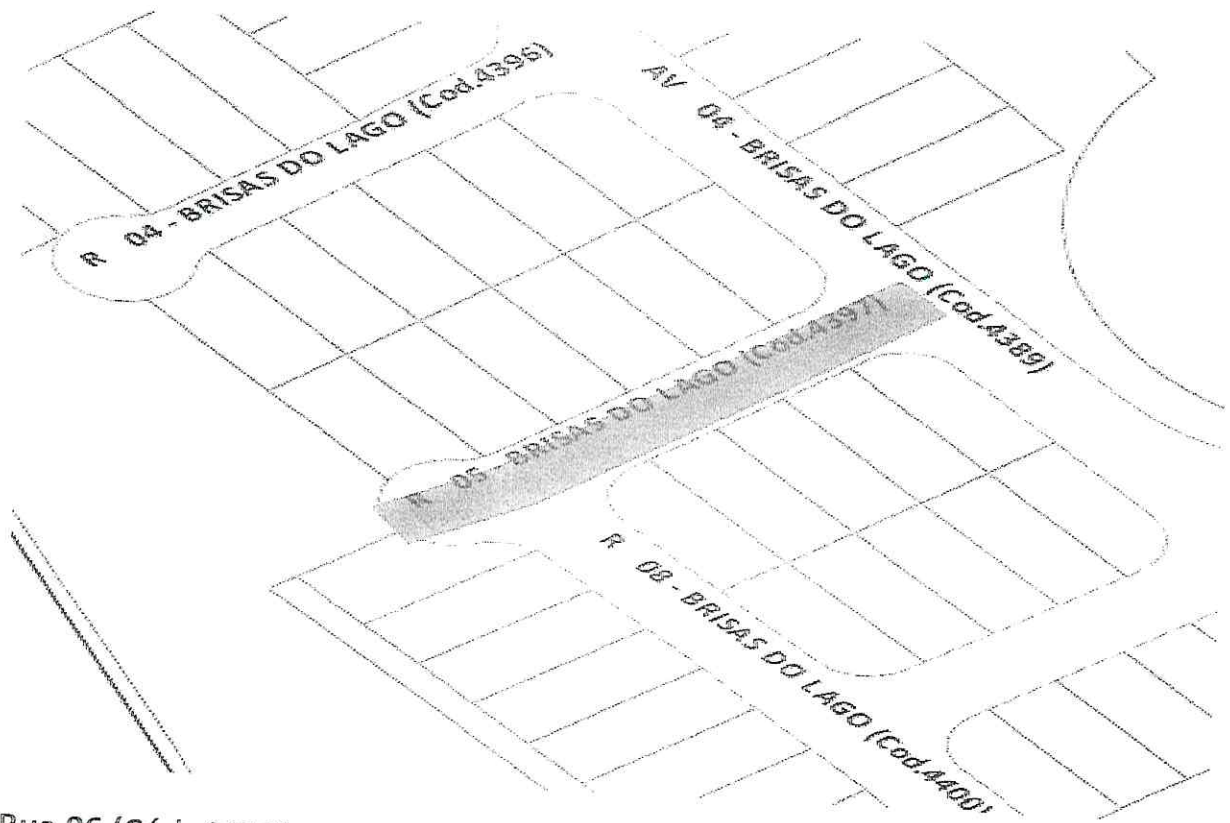 R 04 - BRISAS DO LAGO (Cod.4396)
AV 04 - BRISAS DO LAGO (Cod.4389)
R 05 - BRISAS DO LAGO (Cod.4397)
R 08 - BRISAS DO LAGO (Cod.4400)
Rua